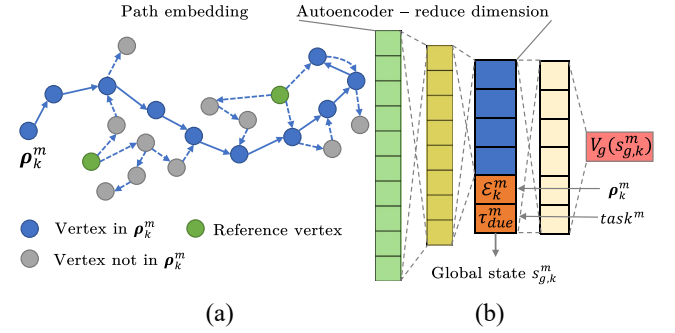 Path embedding
Autoencoder – reduce dimension
ρ_k^m
V_g(s_{g,k}^m)
ℰ_k^m
ρ_k^m
τ_{due}^m
task^m
Vertex in ρ_k^m
Reference vertex
Vertex not in ρ_k^m
Global state s_{g,k}^m
(a)
(b)